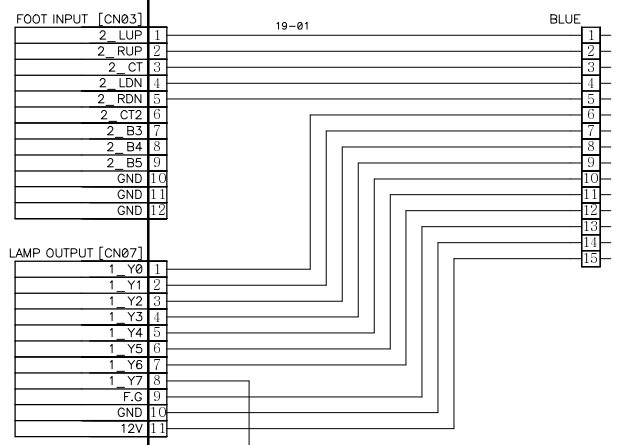 FOOT INPUT [CN03]
19-01
BLUE
2_LUP 1
2_RUP 2
2_CT 3
2_LDN 4
2_RDN 5
2_CT2 6
2_B3 7
2_B4 8
2_B5 9
GND 10
GND 11
GND 12
1
2
3
4
5
6
7
8
9
10
11
12
13
14
15
LAMP OUTPUT [CN07]
1_Y0 1
1_Y1 2
1_Y2 3
1_Y3 4
1_Y4 5
1_Y5 6
1_Y6 7
1_Y7 8
F.G 9
GND 10
12V 11